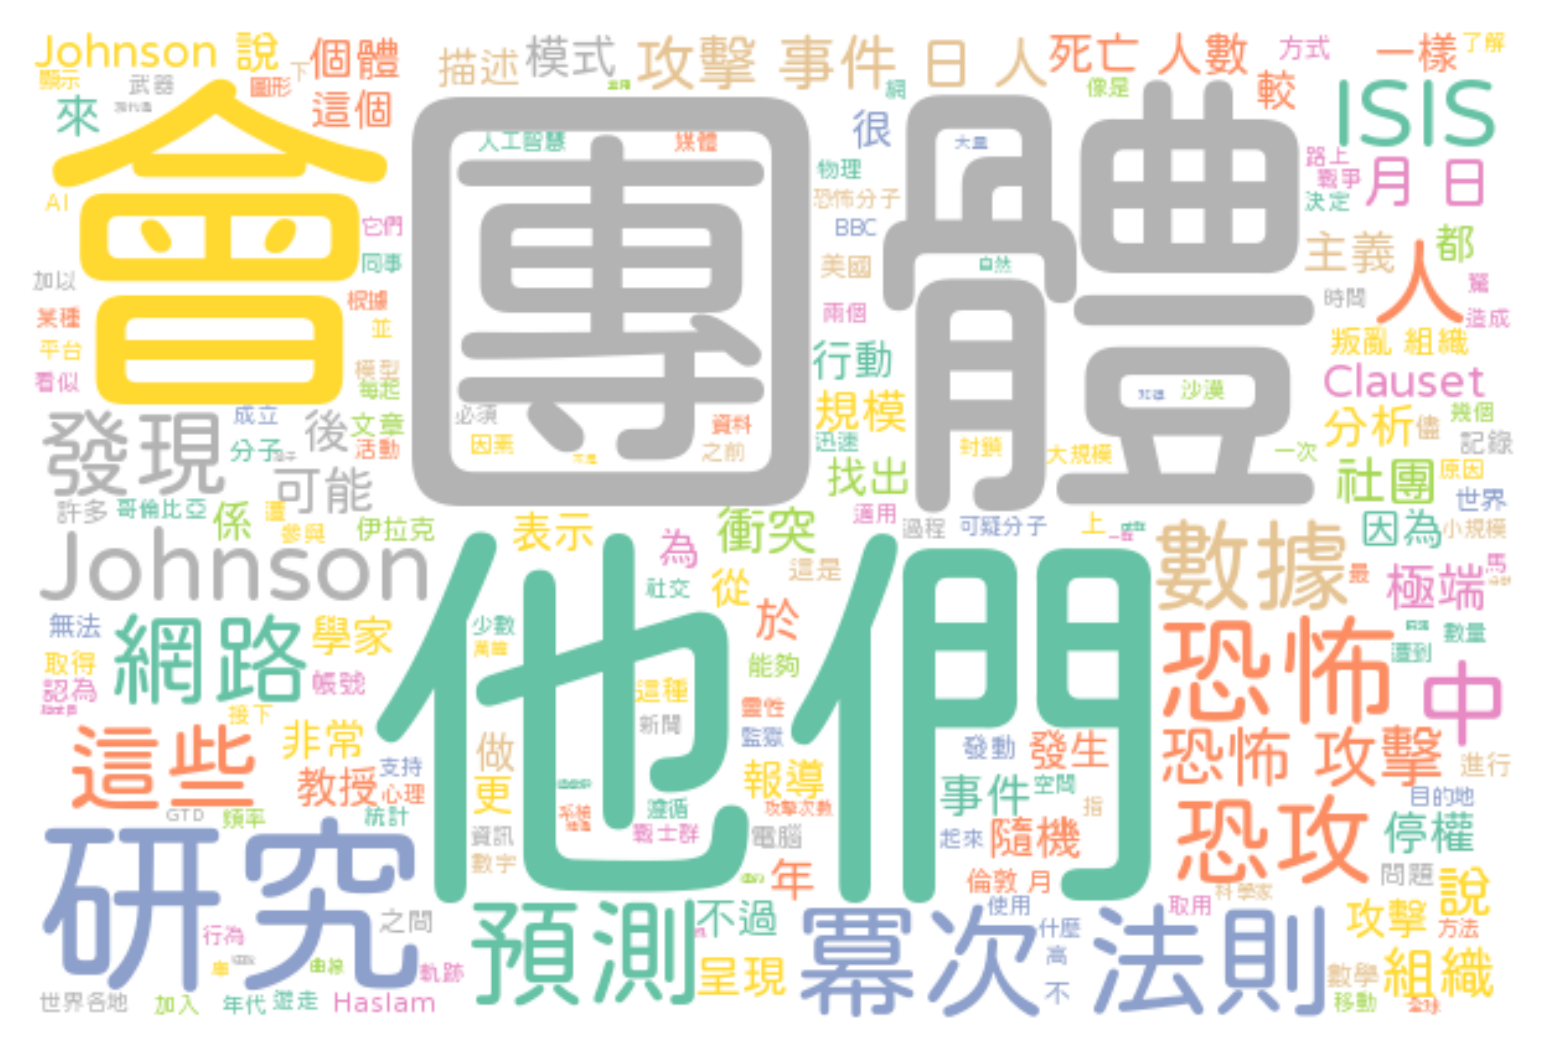 Johnson 說
顯示
武器
下
圖形
個體
這個
來
會
AI
它們
同事
加以
根據
某種
並
平台
模型
看似
每起
描述
模式
攻擊 事件
日 人
死亡 人數
方式
一樣
了解
團體
人工智慧
媒體
網
很
物理
恐怖分子
BBC
美國
兩個
行動
規模
迅速
找出
大量
自然
像是
較
ISIS
路上
戰爭
決定
月 日
主義
都
人
驚
時間
造成
叛亂 組織
Clauset
沙漠
分析
儘
幾個
記錄
一次
大規模
封鎖
社團
原因
世界
發現
成立
分子
後
文章
活動
可能
必須
因素
資料
之前
許多
哥倫比亞
係
遭
參與
伊拉克
表示
為
衝突
適用
過程
可疑分子
上
因為
小規模
Johnson
他們
社交
從
這是
於
數據
最
極端
馬
無法
網路
學家
取得
認為
帳號
接下
少數
能夠
這種
新聞
靈性
監獄
恐怖
數量
遭到
中
這些
非常
教授
支持
心理
做
更
報導
攻擊次數
發動
發生
事件
空間
指
恐怖 攻擊
進行
目的地
GTD
頻率
統計
資訊
數字
系統
遵循
戰士群
電腦
年
起來
隨機
倫敦 月
科學家
恐攻
停權
問題
說
研究
之間
行為
車
曲線
軌跡
預測
不過
呈現
冪次 法則
使用
什麼
高
不
取用
攻擊
方法
數學
組織
移動
全球
世界各地
加入
年代
遊走
Haslam